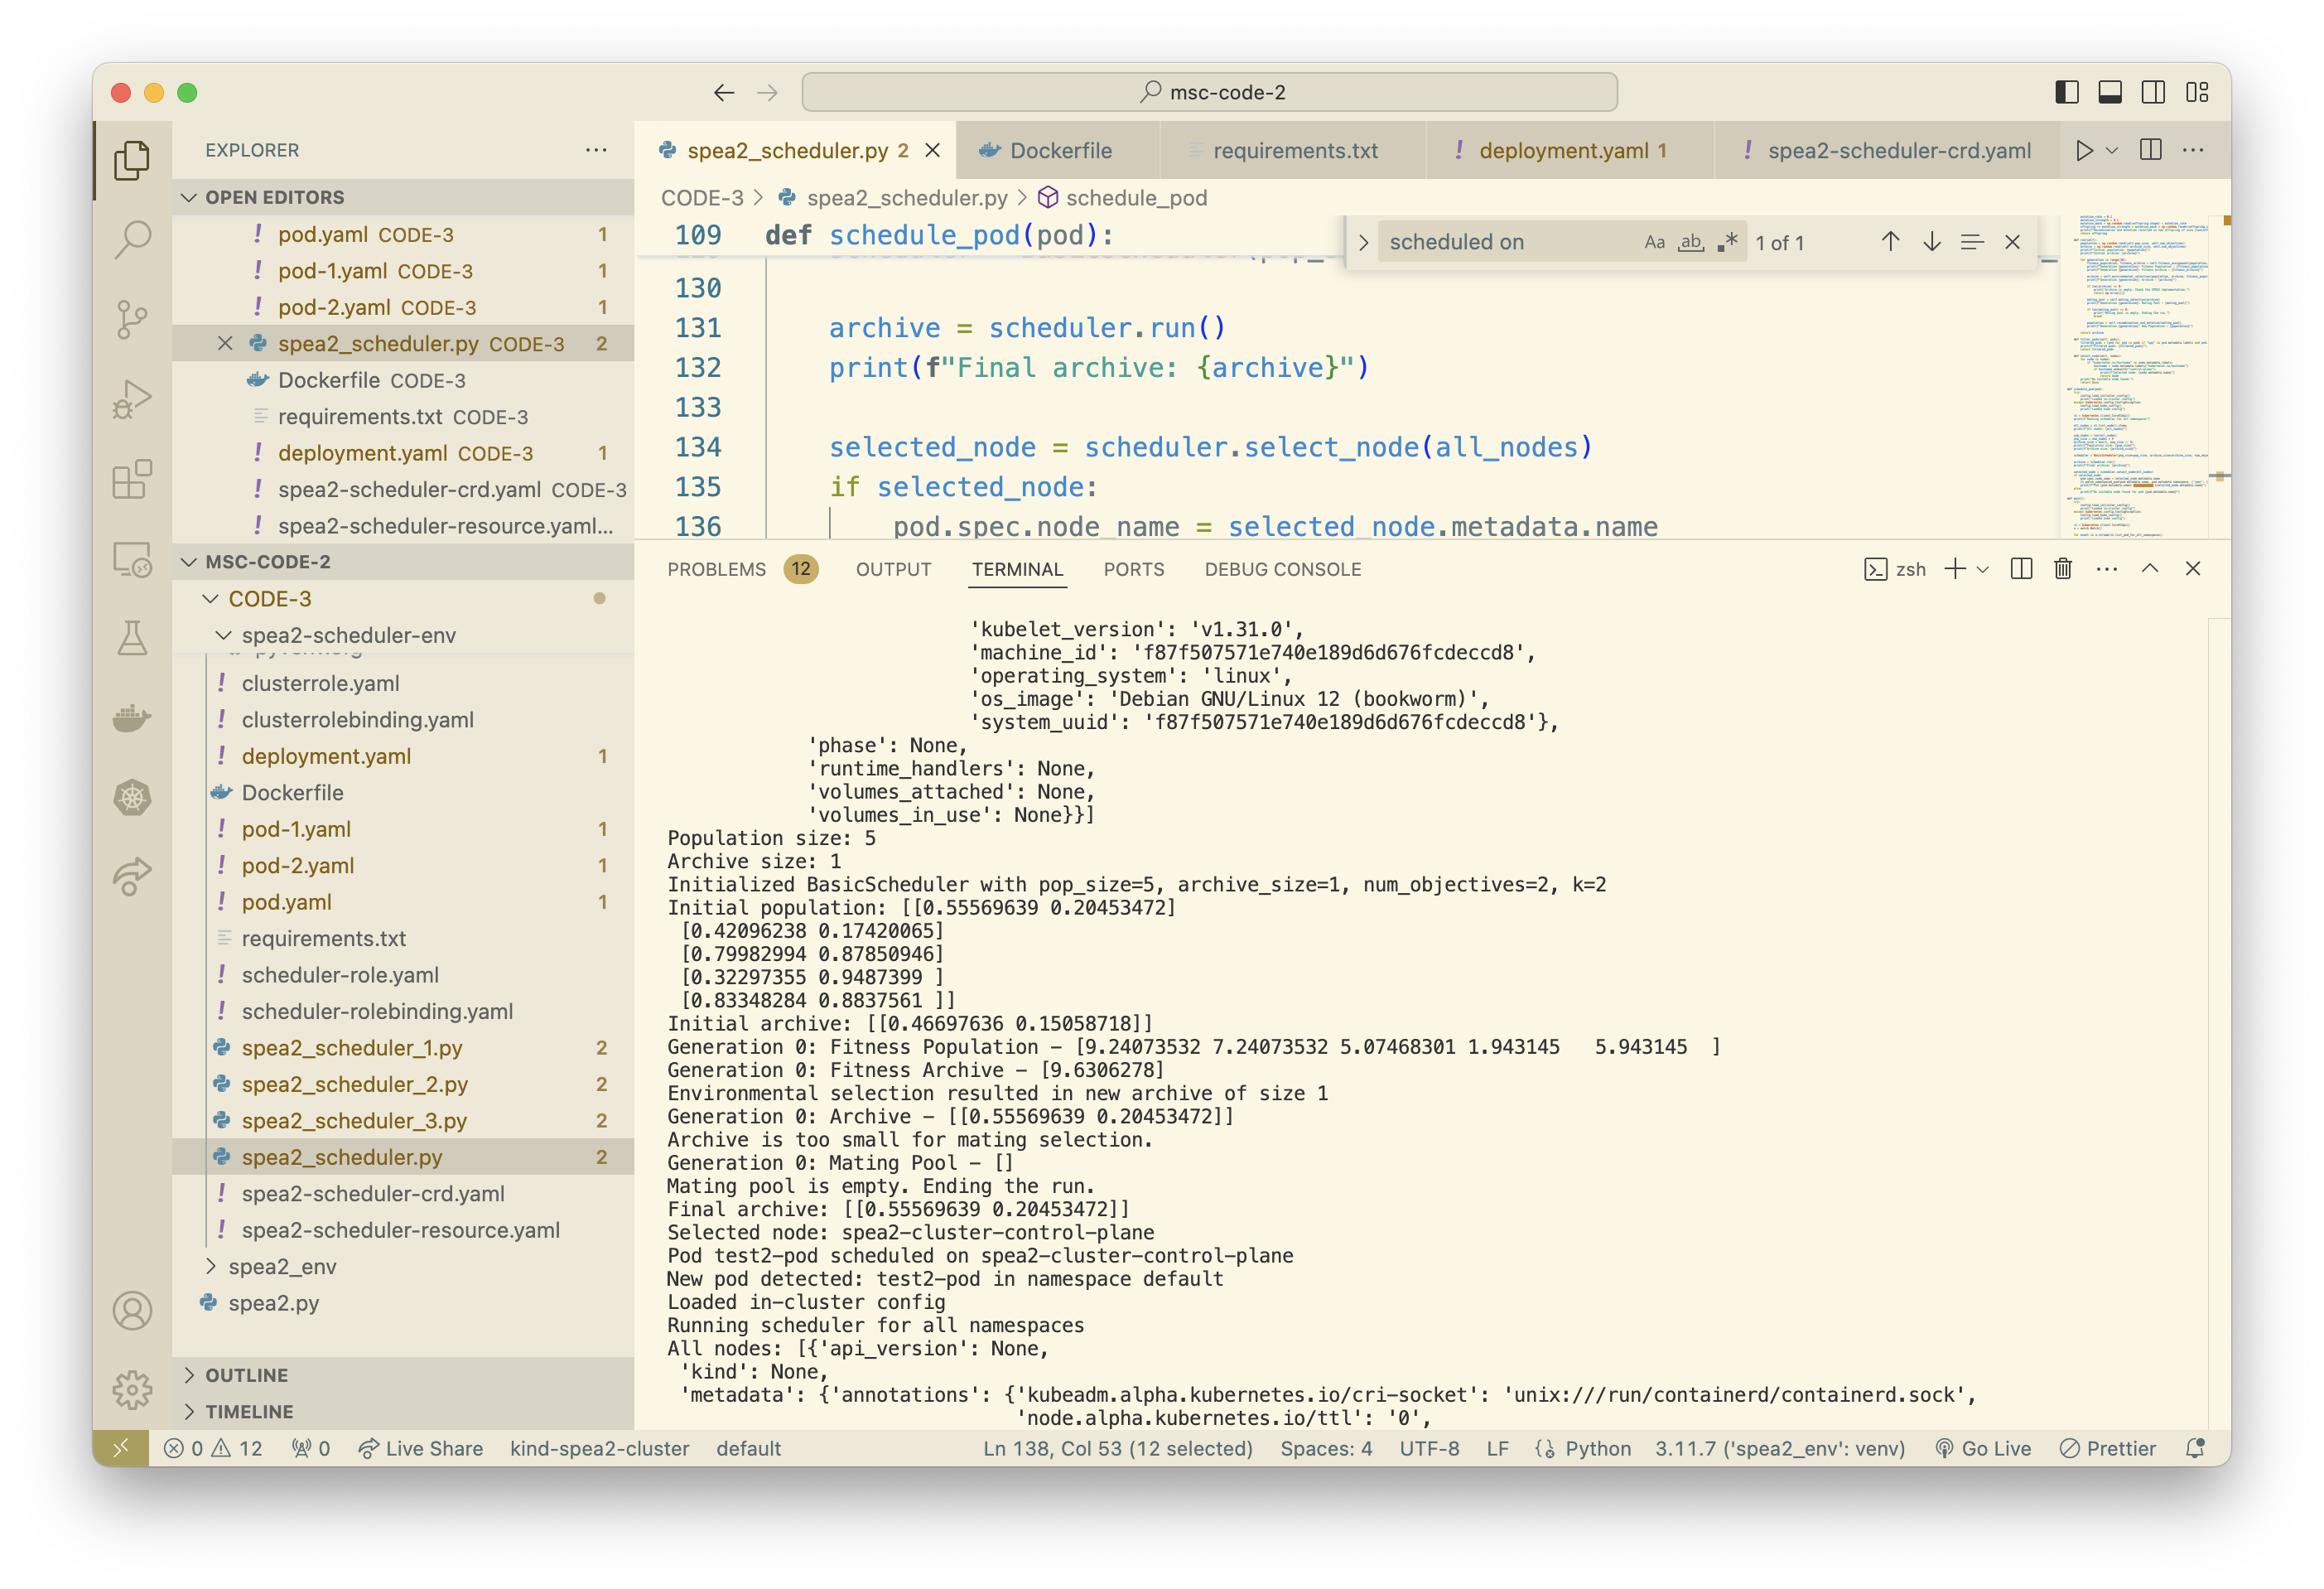 msc-code-2
EXPLORER
OPEN EDITORS
pod.yaml CODE-3 1
pod-1.yaml CODE-3 1
pod-2.yaml CODE-3 1
spea2_scheduler.py CODE-3 2
Dockerfile CODE-3
requirements.txt CODE-3
deployment.yaml CODE-3 1
spea2-scheduler-crd.yaml CODE-3
spea2-scheduler-resource.yaml...
MSC-CODE-2
CODE-3
spea2-scheduler-env
clusterrole.yaml
clusterrolebinding.yaml
deployment.yaml 1
Dockerfile
pod-1.yaml 1
pod-2.yaml 1
pod.yaml 1
requirements.txt
scheduler-role.yaml
scheduler-rolebinding.yaml
spea2_scheduler_1.py 2
spea2_scheduler_2.py 2
spea2_scheduler_3.py 2
spea2_scheduler.py 2
spea2-scheduler-crd.yaml
spea2-scheduler-resource.yaml
spea2_env
spea2.py
OUTLINE
TIMELINE
spea2_scheduler.py 2 Dockerfile requirements.txt deployment.yaml 1 spea2-scheduler-crd.yaml
CODE-3 > spea2_scheduler.py > schedule_pod
109 def schedule_pod(pod):
scheduled on Aa ab .* 1 of 1
130
131 archive = scheduler.run()
132 print(f"Final archive: {archive}")
133
134 selected_node = scheduler.select_node(all_nodes)
135 if selected_node:
136 pod.spec.node_name = selected_node.metadata.name
PROBLEMS 12 OUTPUT TERMINAL PORTS DEBUG CONSOLE zsh
'kubelet_version': 'v1.31.0',
'machine_id': 'f87f507571e740e189d6d676fcdeccd8',
'operating_system': 'linux',
'os_image': 'Debian GNU/Linux 12 (bookworm)',
'system_uuid': 'f87f507571e740e189d6d676fcdeccd8'},
'phase': None,
'runtime_handlers': None,
'volumes_attached': None,
'volumes_in_use': None}}]
Population size: 5
Archive size: 1
Initialized BasicScheduler with pop_size=5, archive_size=1, num_objectives=2, k=2
Initial population: [[0.55569639 0.20453472]
[0.42096238 0.17420065]
[0.79982994 0.87850946]
[0.32297355 0.9487399 ]
[0.83348284 0.8837561 ]]
Initial archive: [[0.46697636 0.15058718]]
Generation 0: Fitness Population - [9.24073532 7.24073532 5.07468301 1.943145   5.943145  ]
Generation 0: Fitness Archive - [9.6306278]
Environmental selection resulted in new archive of size 1
Generation 0: Archive - [[0.55569639 0.20453472]]
Archive is too small for mating selection.
Generation 0: Mating Pool - []
Mating pool is empty. Ending the run.
Final archive: [[0.55569639 0.20453472]]
Selected node: spea2-cluster-control-plane
Pod test2-pod scheduled on spea2-cluster-control-plane
New pod detected: test2-pod in namespace default
Loaded in-cluster config
Running scheduler for all namespaces
All nodes: [{'api_version': None,
'kind': None,
'metadata': {'annotations': {'kubeadm.alpha.kubernetes.io/cri-socket': 'unix:///run/containerd/containerd.sock',
'node.alpha.kubernetes.io/ttl': '0',
0 12 0 Live Share kind-spea2-cluster default Ln 138, Col 53 (12 selected) Spaces: 4 UTF-8 LF Python 3.11.7 ('spea2_env': venv) Go Live Prettier